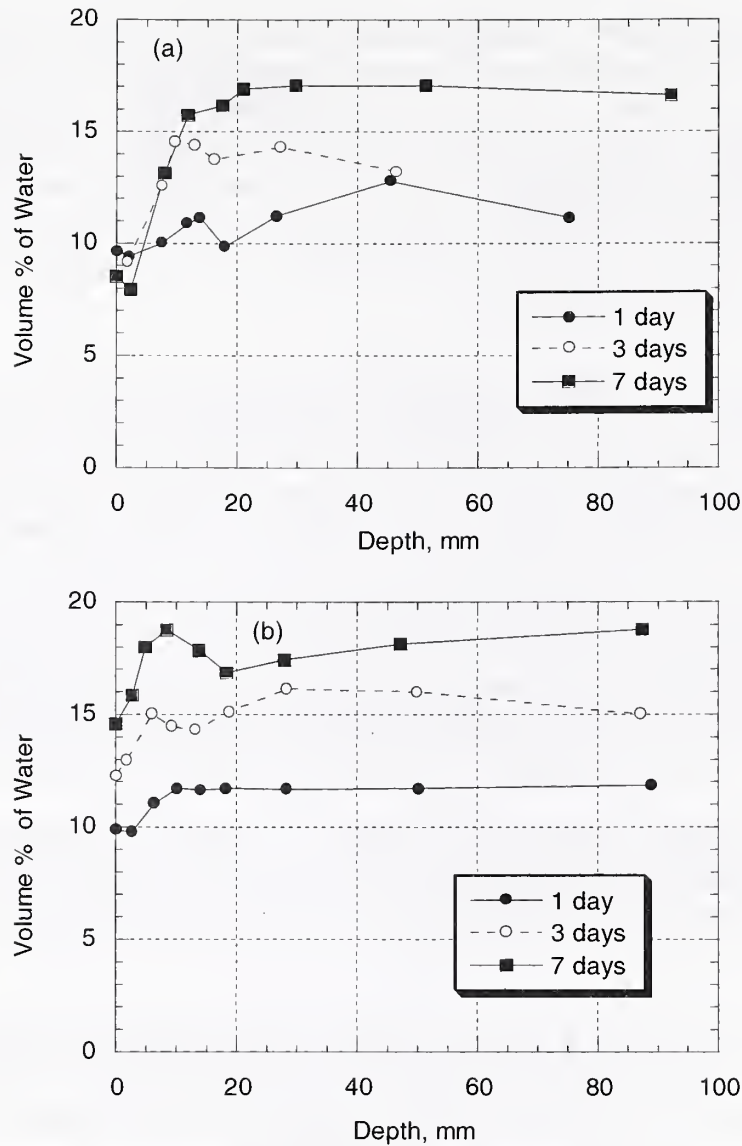 (a)
20
15
10
5
0
Volume % of Water
0 20 40 60 80 100
Depth, mm
1 day
3 days
7 days
(b)
20
15
10
5
0
Volume % of Water
0 20 40 60 80 100
Depth, mm
1 day
3 days
7 days